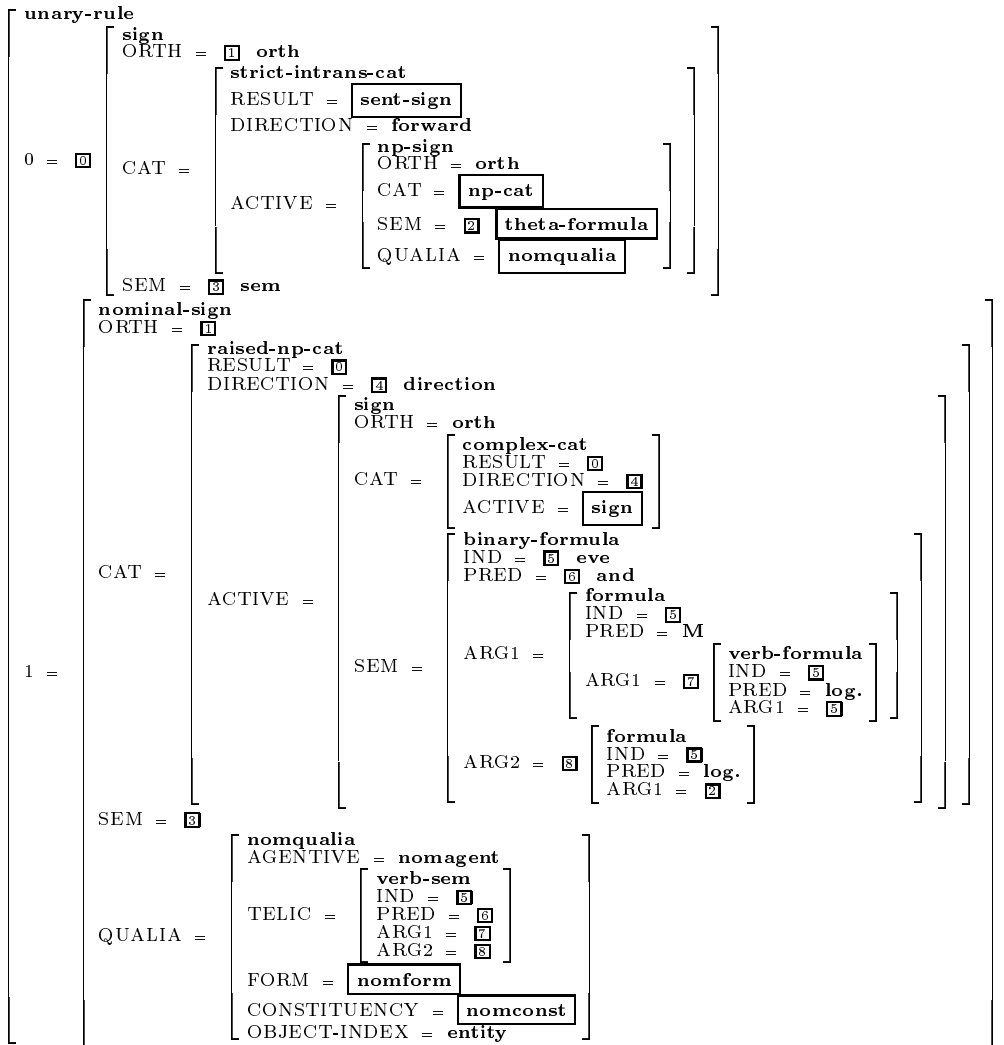 unary-rule
sign
ORTH = 1 orth
strict-intrans-cat
RESULT = sent-sign
DIRECTION = forward
np-sign
ORTH = orth
0 = 0
CAT =
CAT = np-cat
ACTIVE =
SEM = 2 theta-formula
QUALIA = nomqualia
SEM = 3 sem
nominal-sign
ORTH = 1
raised-np-cat
RESULT = 0
DIRECTION = 4 direction
sign
ORTH = orth
complex-cat
RESULT = 0
CAT =
DIRECTION = 4
ACTIVE = sign
binary-formula
IND = 5 eve
CAT =
PRED = 6 and
ACTIVE =
formula
IND = 5
PRED = M
verb-formula
ARG1 =
SEM =
1 =
IND = 5
ARG1 = 7
PRED = log.
ARG1 = 5
formula
IND = 5
ARG2 = 8
PRED = log.
ARG1 = 2
SEM = 3
nomqualia
AGENTIVE = nomagent
verb-sem
IND = 5
TELIC =
PRED = 6
QUALIA =
ARG1 = 7
ARG2 = 8
FORM = nomform
CONSTITUENCY = nomconst
OBJECT-INDEX = entity